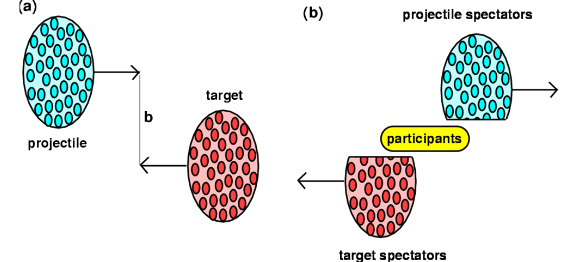 (a)
projectile
b
target
(b)
projectile spectators
participants
target spectators